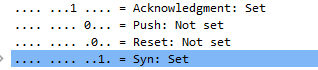 .... ...1 .... = Acknowledgment: Set
.... .... 0... = Push: Not set
.... .... .0.. = Reset: Not set
.... .... ..1. = Syn: Set